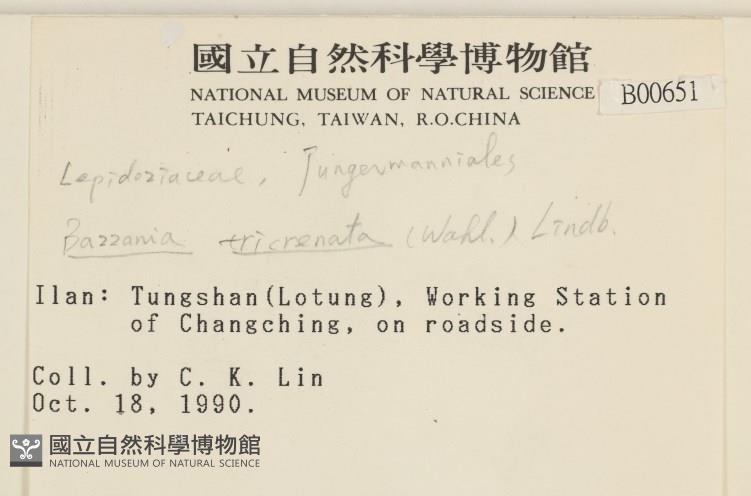 國立自然科學博物館
NATIONAL MUSEUM OF NATURAL SCIENCE
B00651
TAICHUNG, TAIWAN, R.O.CHINA
Lepidoziaceae, Jungermanniales
Bazzania tricrenata (Wahl.) Lindb.
Ilan: Tungshan(Lotung), Working Station
of Changching, on roadside.
Coll. by C. K. Lin
Oct. 18, 1990.
國立自然科學博物館
NATIONAL MUSEUM OF NATURAL SCIENCE